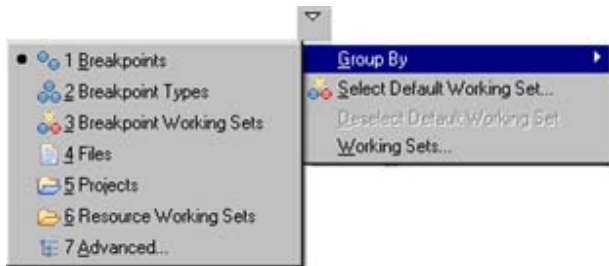 Group By
Select Default Working Set...
Deselect Default Working Set
Working Sets...
1 Breakpoints
2 Breakpoint Types
3 Breakpoint Working Sets
4 Files
5 Projects
6 Resource Working Sets
7 Advanced...